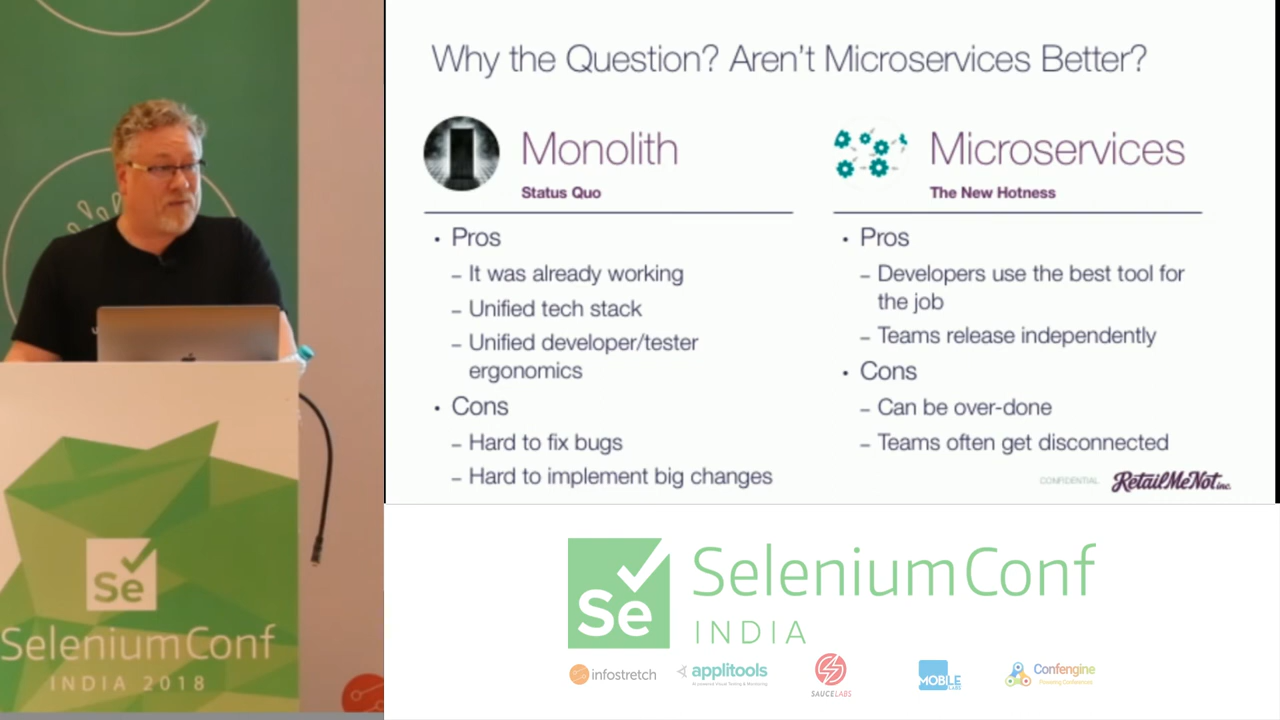 Why the Question? Aren't Microservices Better?
Monolith
Status Quo
• Pros
– It was already working
– Unified tech stack
– Unified developer/tester
ergonomics
• Cons
– Hard to fix bugs
– Hard to implement big changes
Microservices
The New Hotness
• Pros
– Developers use the best tool for
the job
– Teams release independently
• Cons
– Can be over-done
– Teams often get disconnected
CONFIDENTIAL
RetailMeNot inc.
Se
SeleniumConf
INDIA 2018
Se
SeleniumConf
INDIA
infostretch
applitools
SAUCELABS
MOBILE
LABS
Confengine